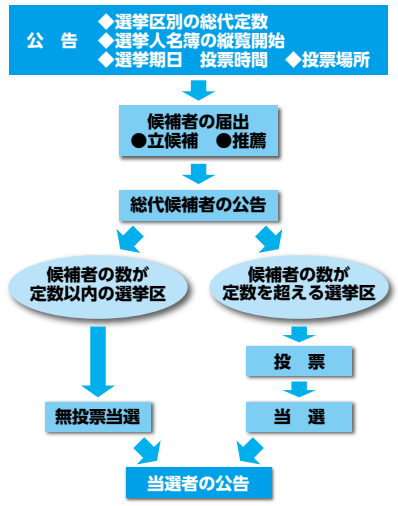 公　告
◆選挙区別の総代定数
◆選挙人名簿の縦覧開始
◆選挙期日　投票時間　◆投票場所
候補者の届出
●立候補　●推薦
総代候補者の公告
候補者の数が
定数以内の選挙区
候補者の数が
定数を超える選挙区
投　票
無投票当選
当　選
当選者の公告